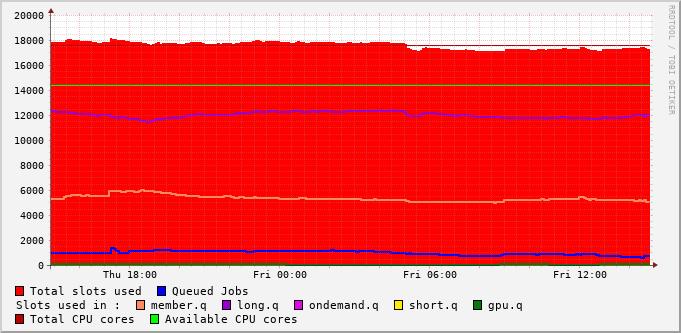 20000
18000
16000
14000
12000
10000
8000
6000
4000
2000
0
Thu 18:00 Fri 00:00 Fri 06:00 Fri 12:00
RRDTOOL / TOBI OETIKER
Total slots used Queued Jobs
Slots used in : member.q long.q ondemand.q short.q gpu.q
Total CPU cores Available CPU cores